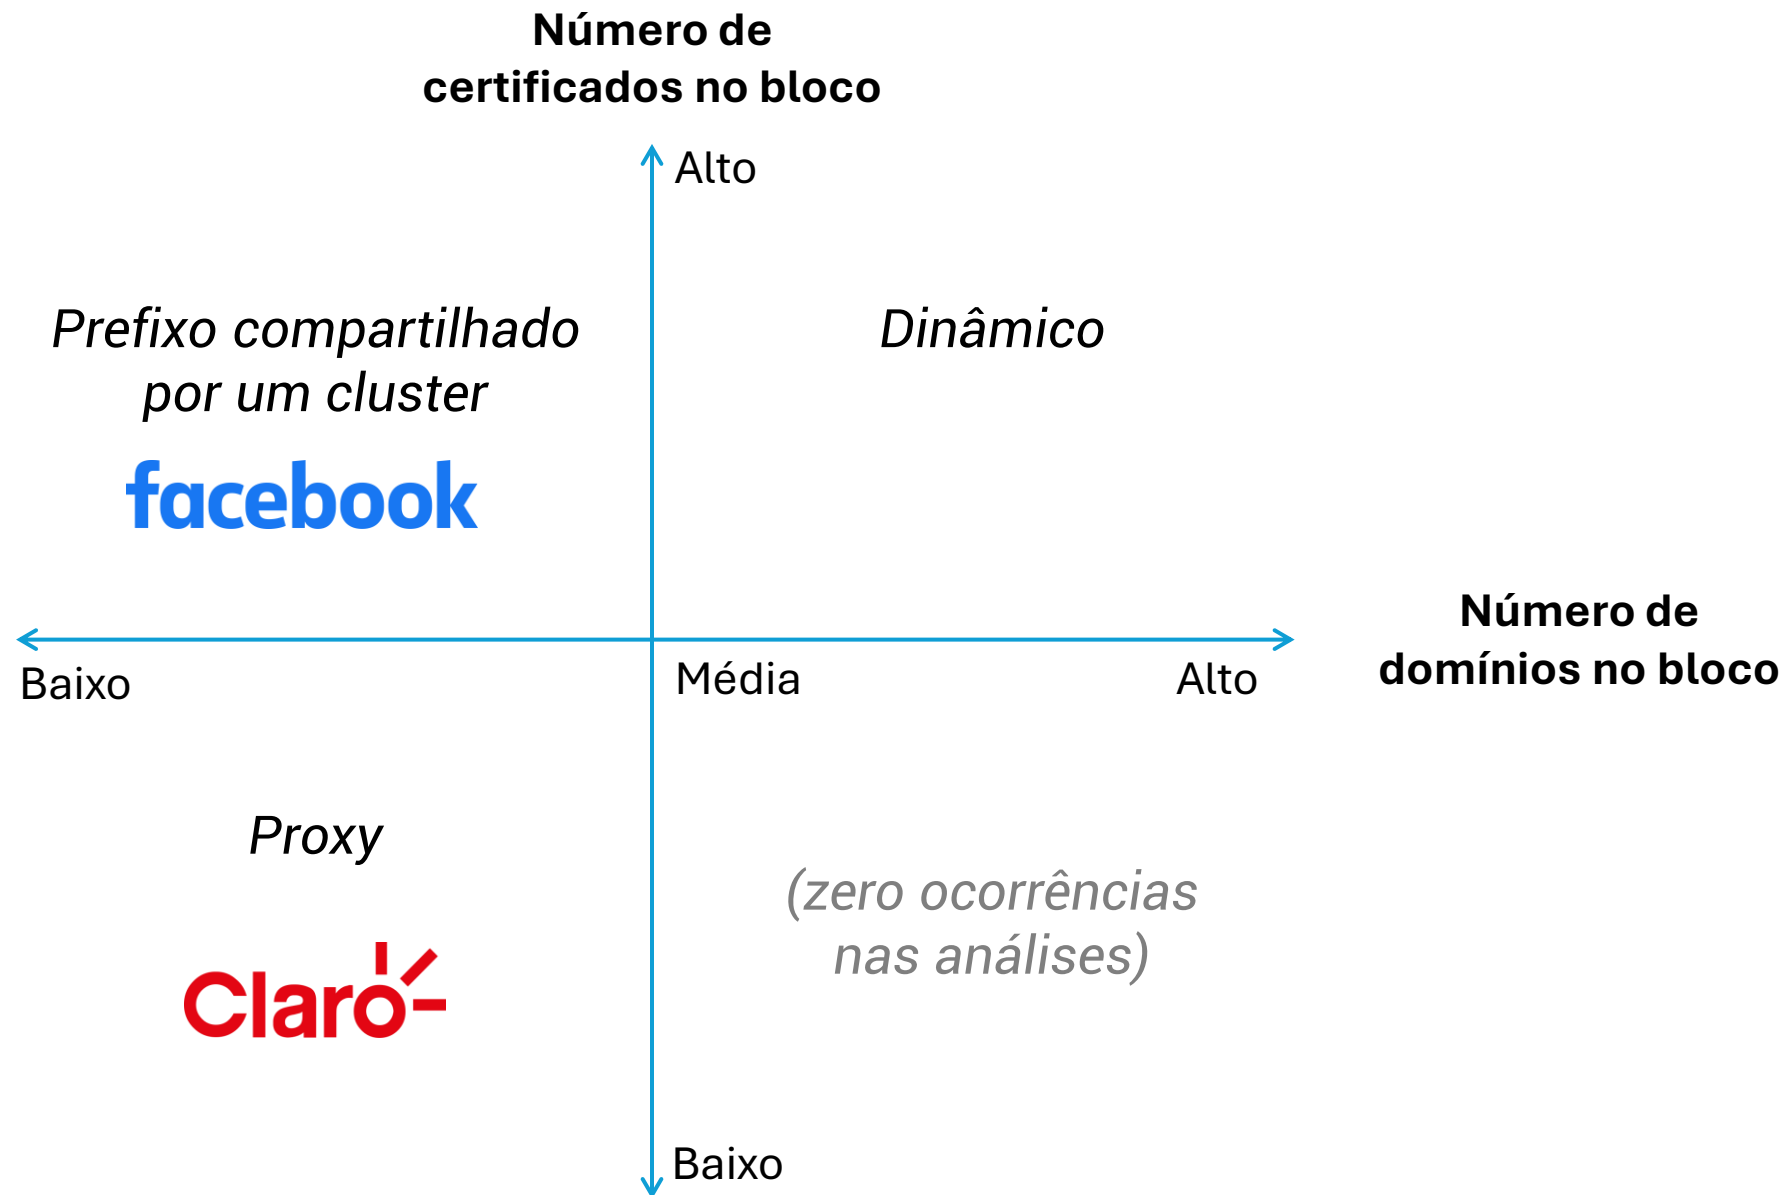 Número de
certificados no bloco
Alto
Prefixo compartilhado
por um cluster
facebook
Dinâmico
Número de
domínios no bloco
Baixo
Média
Alto
Proxy
Claro
(zero ocorrências
nas análises)
Baixo